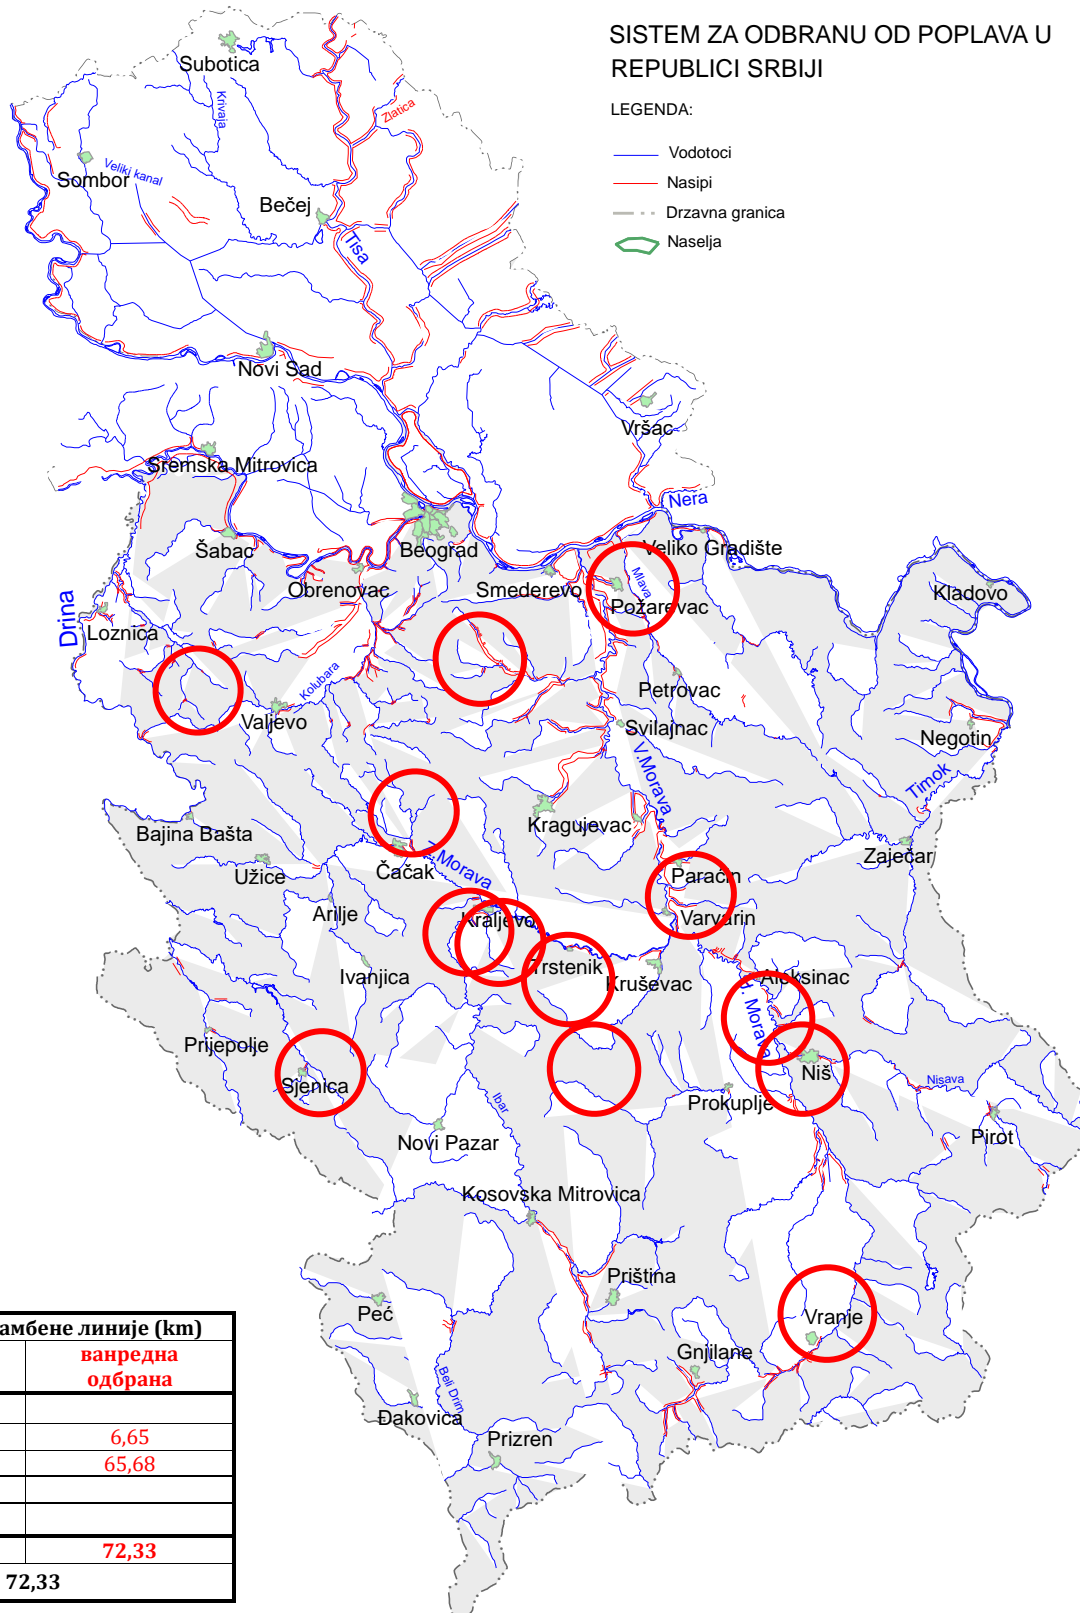 SISTEM ZA ODBRANU OD POPLAVA U
REPUBLICI SRBIJI
LEGENDA:
Vodotoci
Nasipi
Drzavna granica
Naselja
Subotica
Krivaja
Zlatica
Sombor
Veliki kanal
Bečej
Tisa
Novi Sad
Vršac
Sremska Mitrovica
Nera
Šabac
Beograd
Veliko Gradište
Obrenovac
Smederevo
Mlava
Požarevac
Kladovo
Drina
Loznica
Kolubara
Petrovac
Valjevo
Svilajnac
Negotin
V.Morava
Timok
Bajina Bašta
Kragujevac
Zaječar
Užice
Čačak
Z.Morava
Paraćin
Arilje
Kraljevo
Varvarin
Ivanjica
Trstenik
Kruševac
Aleksinac
J. Morava
Prijepolje
Sjenica
Niš
Nisava
Ibar
Prokuplje
Novi Pazar
Pirot
Kosovska Mitrovica
Priština
Peć
Vranje
Gnjilane
Beli Drim
Đakovica
Prizren
амбене линије (km)
ванредна
одбрана
6,65
65,68
72,33
72,33